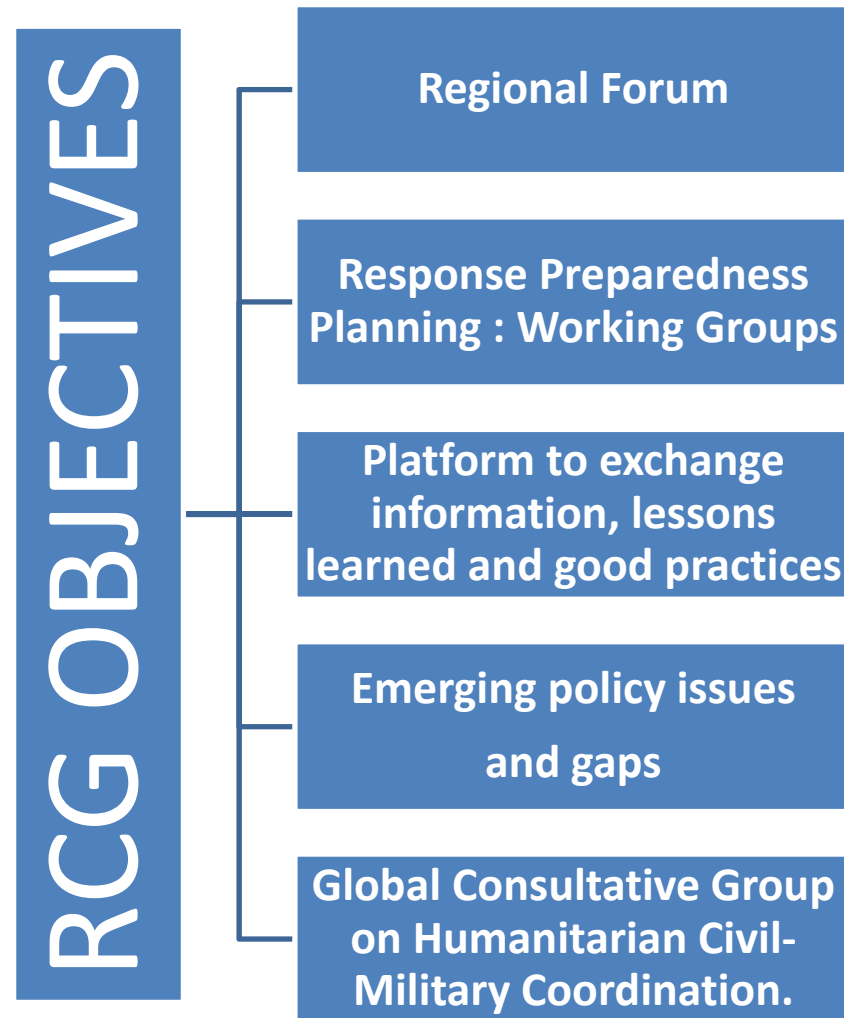 RCG OBJECTIVES
Regional Forum
Response Preparedness
Planning : Working Groups
Platform to exchange
information, lessons
learned and good practices
Emerging policy issues
and gaps
Global Consultative Group
on Humanitarian Civil-
Military Coordination.